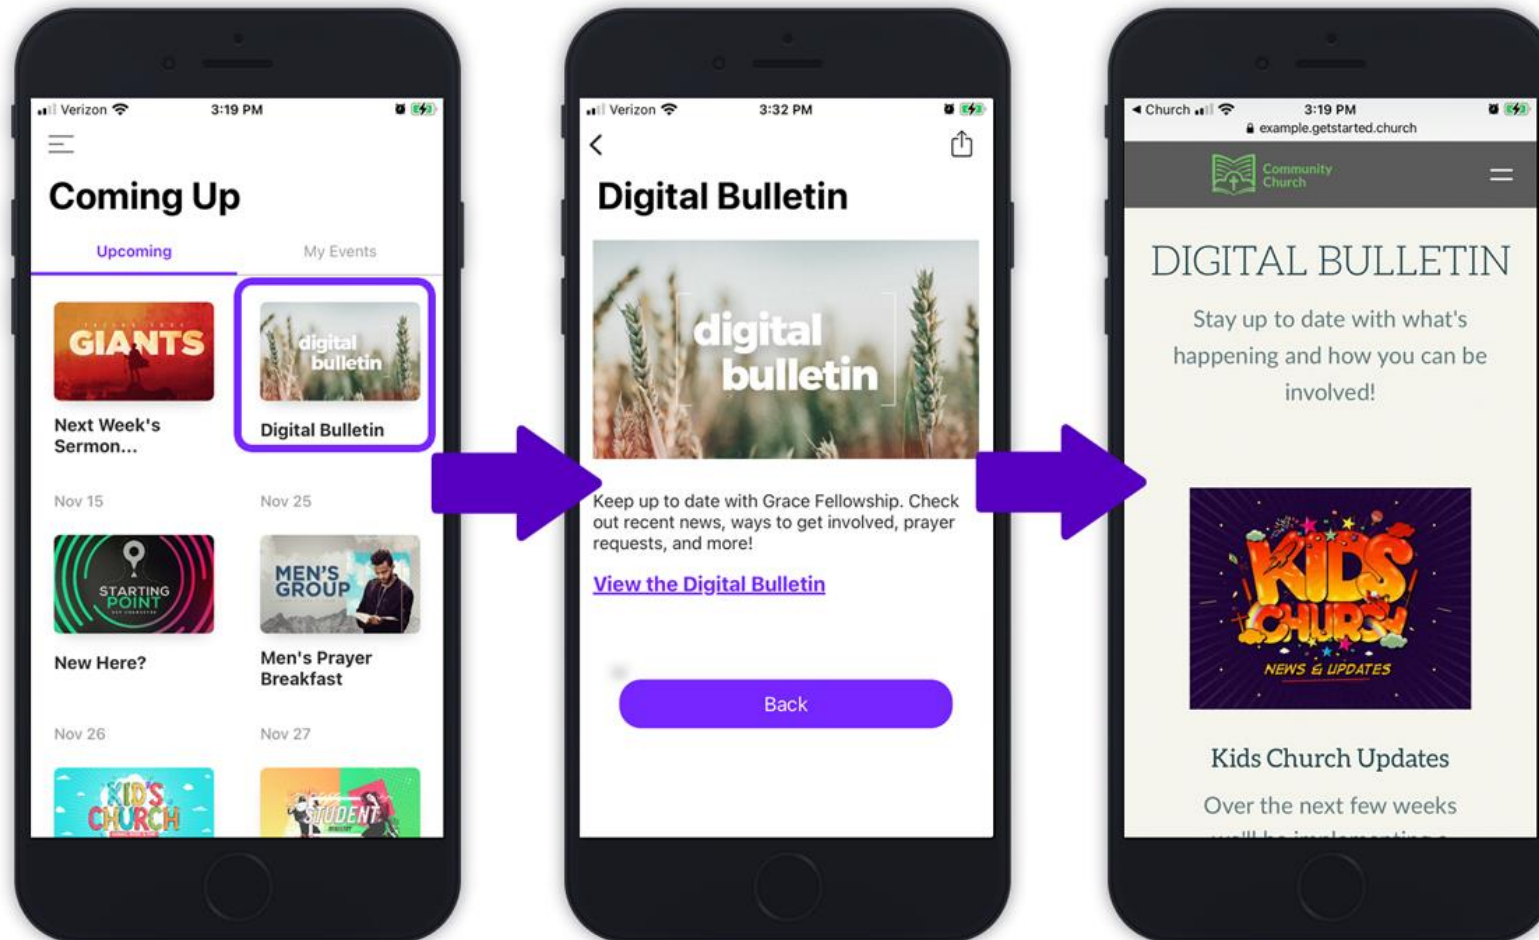 Verizon 3:19 PM
Coming Up
Upcoming My Events
GIANTS
digital
bulletin
Next Week's
Sermon...
Digital Bulletin
Nov 15 Nov 25
STARTING
POINT
MEN'S
GROUP
New Here?
Men's Prayer
Breakfast
Nov 26 Nov 27
KID'S
CHURCH
STUDENT
MINISTRY
Verizon 3:32 PM
Digital Bulletin
digital
bulletin
Keep up to date with Grace Fellowship. Check
out recent news, ways to get involved, prayer
requests, and more!
View the Digital Bulletin
Back
Church 3:19 PM
example.getstarted.church
Community
Church
DIGITAL BULLETIN
Stay up to date with what's
happening and how you can be
involved!
KIDS
CHURCH
NEWS & UPDATES
Kids Church Updates
Over the next few weeks
we'll be implementing a